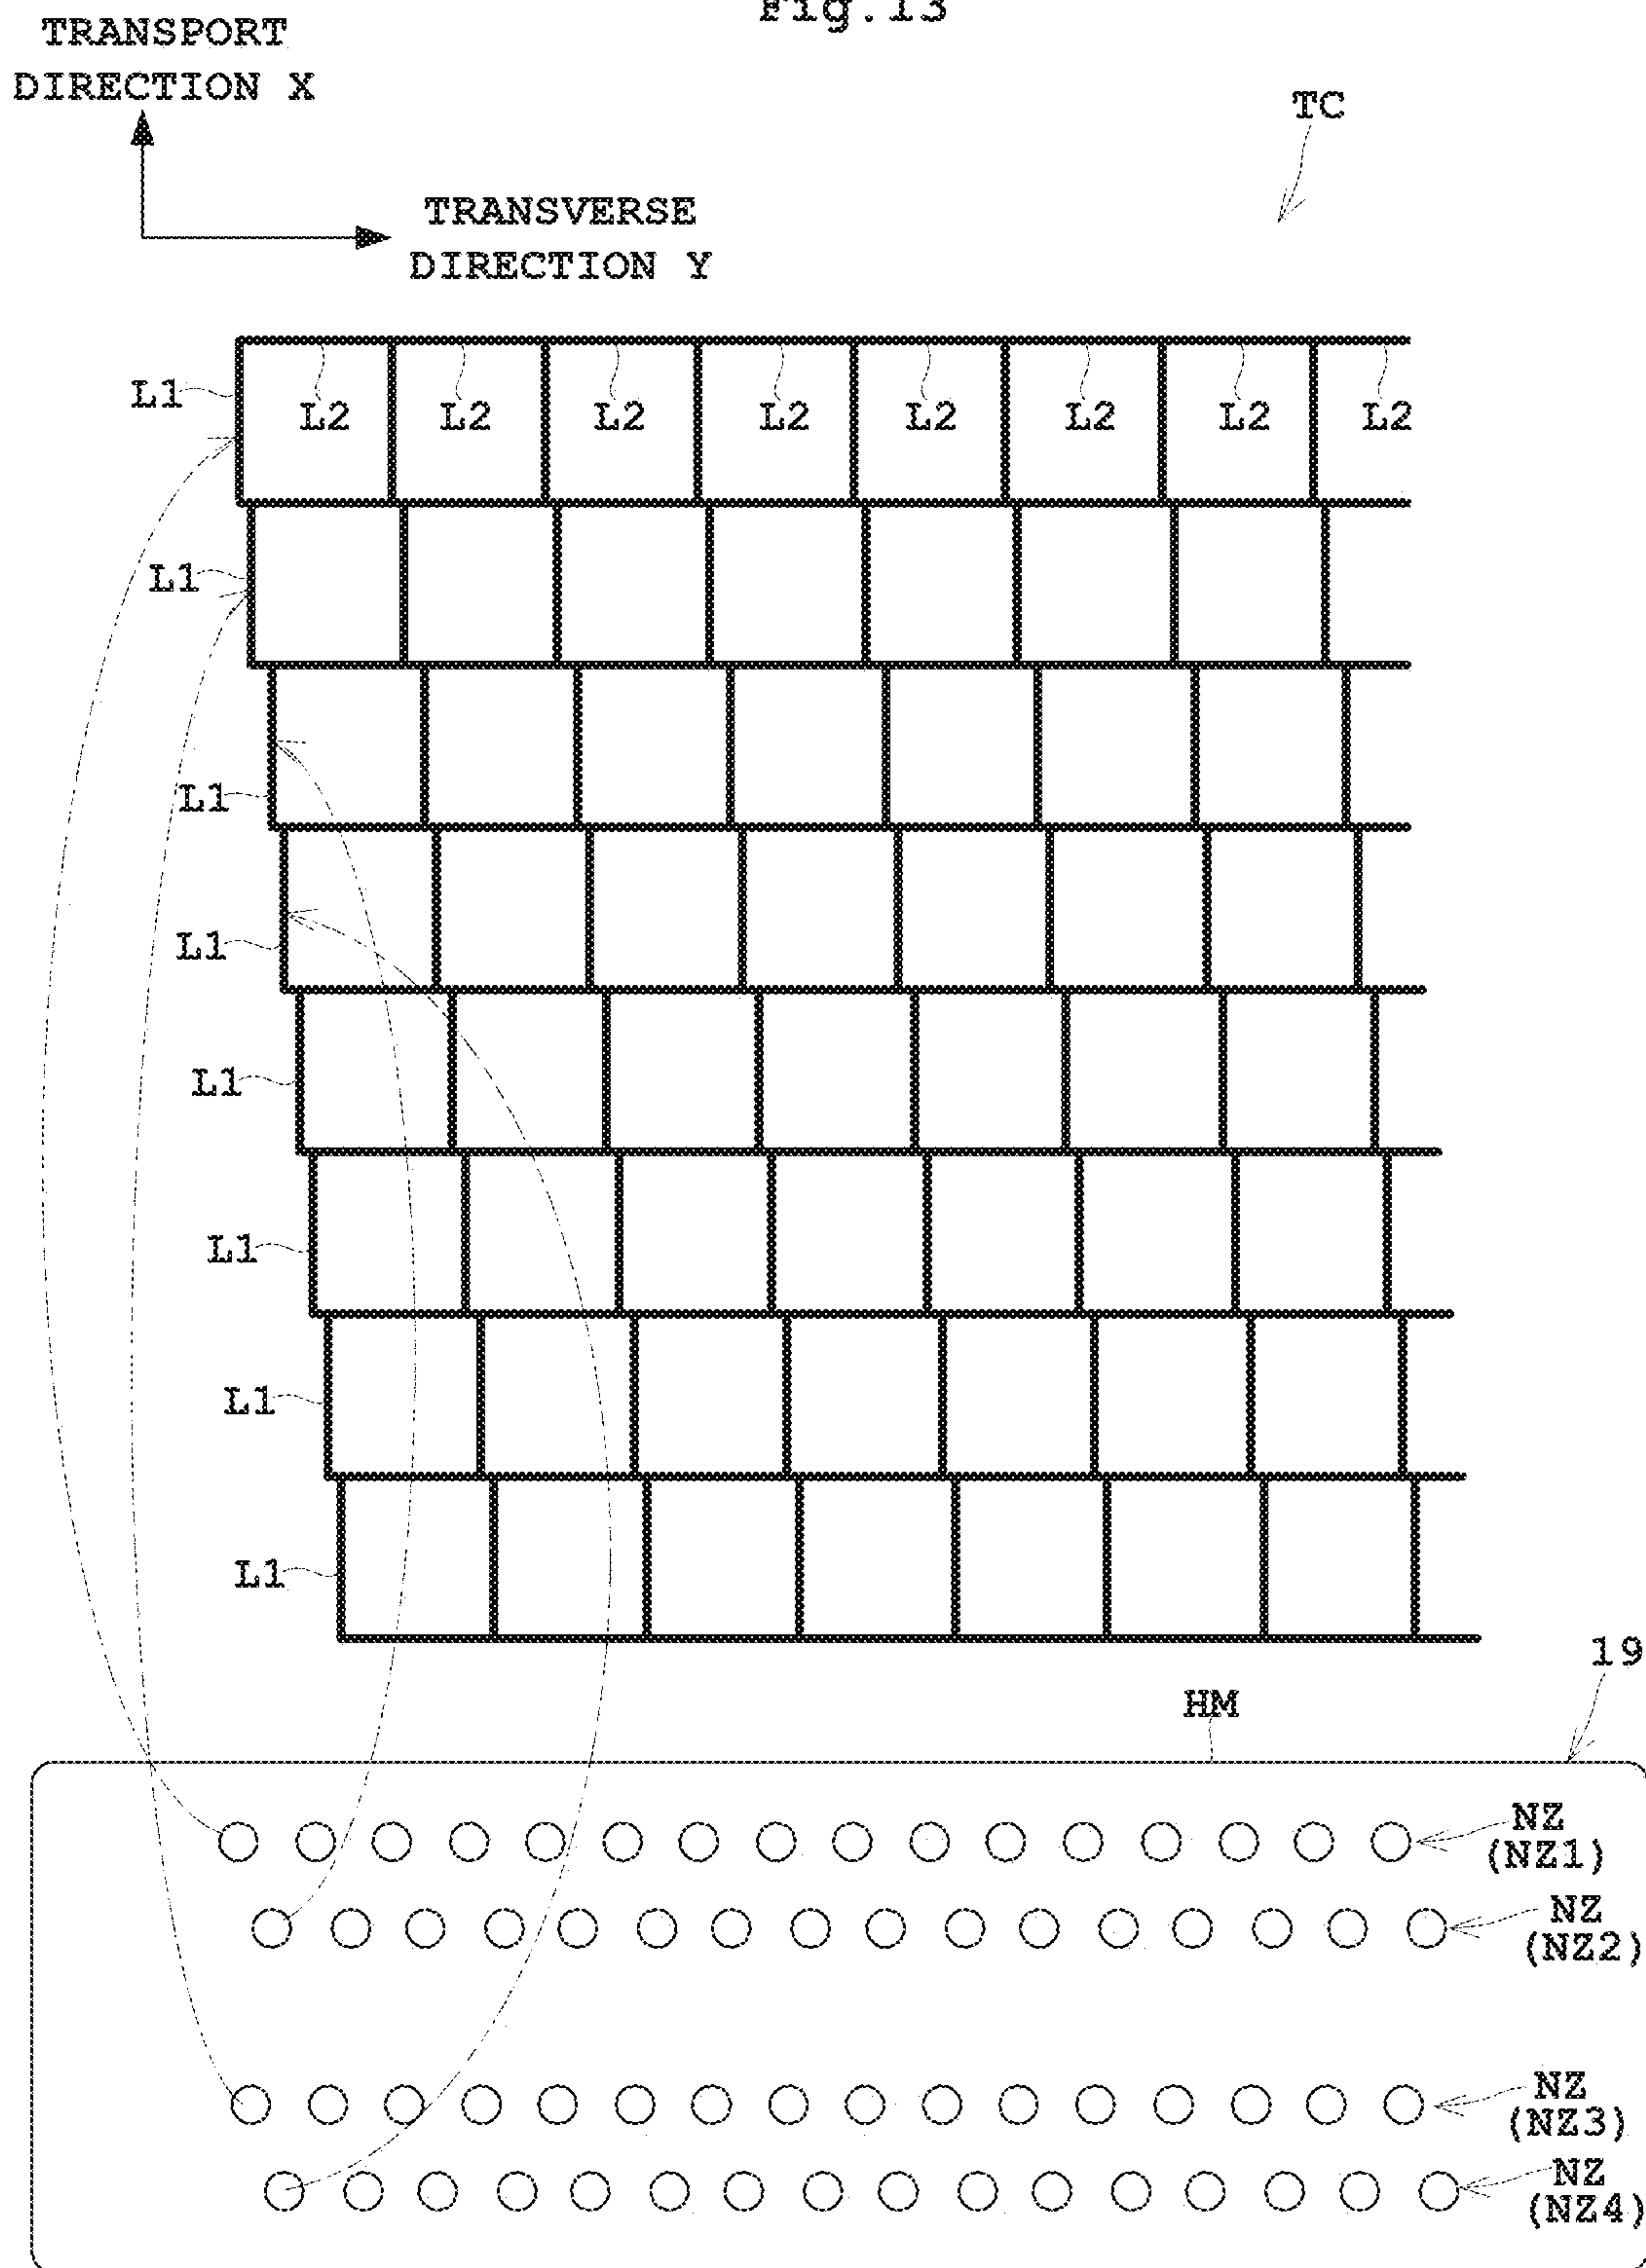 Fig.13
TRANSPORT
DIRECTION X
TC
TRANSVERSE
DIRECTION Y
L1
L2 L2 L2 L2 L2 L2 L2 L2
L1
L1
L1
L1
L1
L1
L1
19
HM
NZ
(NZ1)
NZ
(NZ2)
NZ
(NZ3)
NZ
(NZ4)